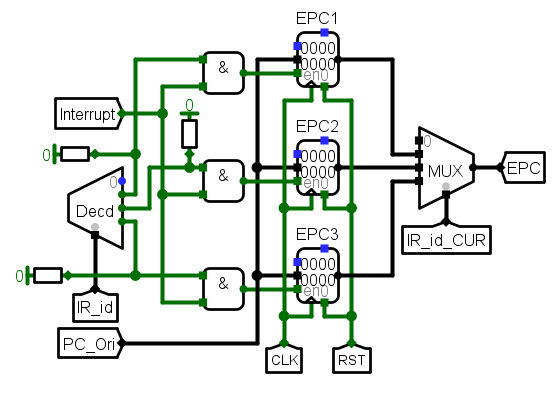 EPC1
0000
0000
en0
&
0
Interrupt
0
0
Decd
&
EPC2
0000
0000
en0
0
MUX
EPC
IR_id_CUR
EPC3
0000
0000
en0
&
0
IR_id
PC_Ori
CLK
RST